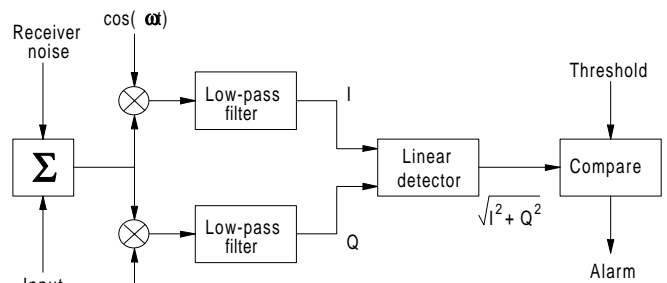 Receiver
noise
cos( ωt)
Low-pass
filter
I
Threshold
Σ
Linear
detector
Compare
√I² + Q²
Low-pass
filter
Q
Alarm